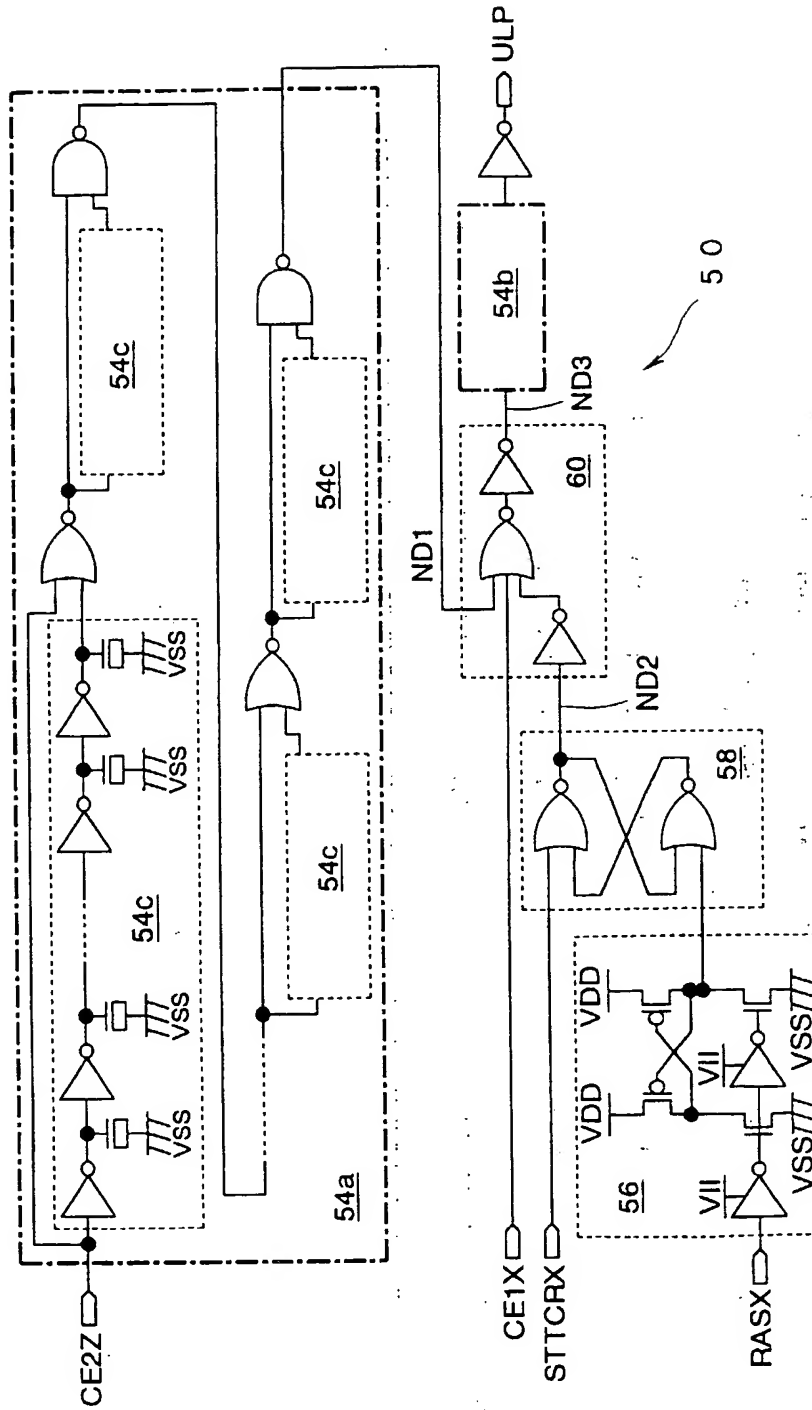 CE2Z
54c
VSS
VSS
VSS
VSS
54c
54a
54c
54c
ND1
CE1X
STTCRX
ND2
60
ND3
54b
ULP
58
50
RASX
56
VII
VDD
VDD
VII
VSS
VSS